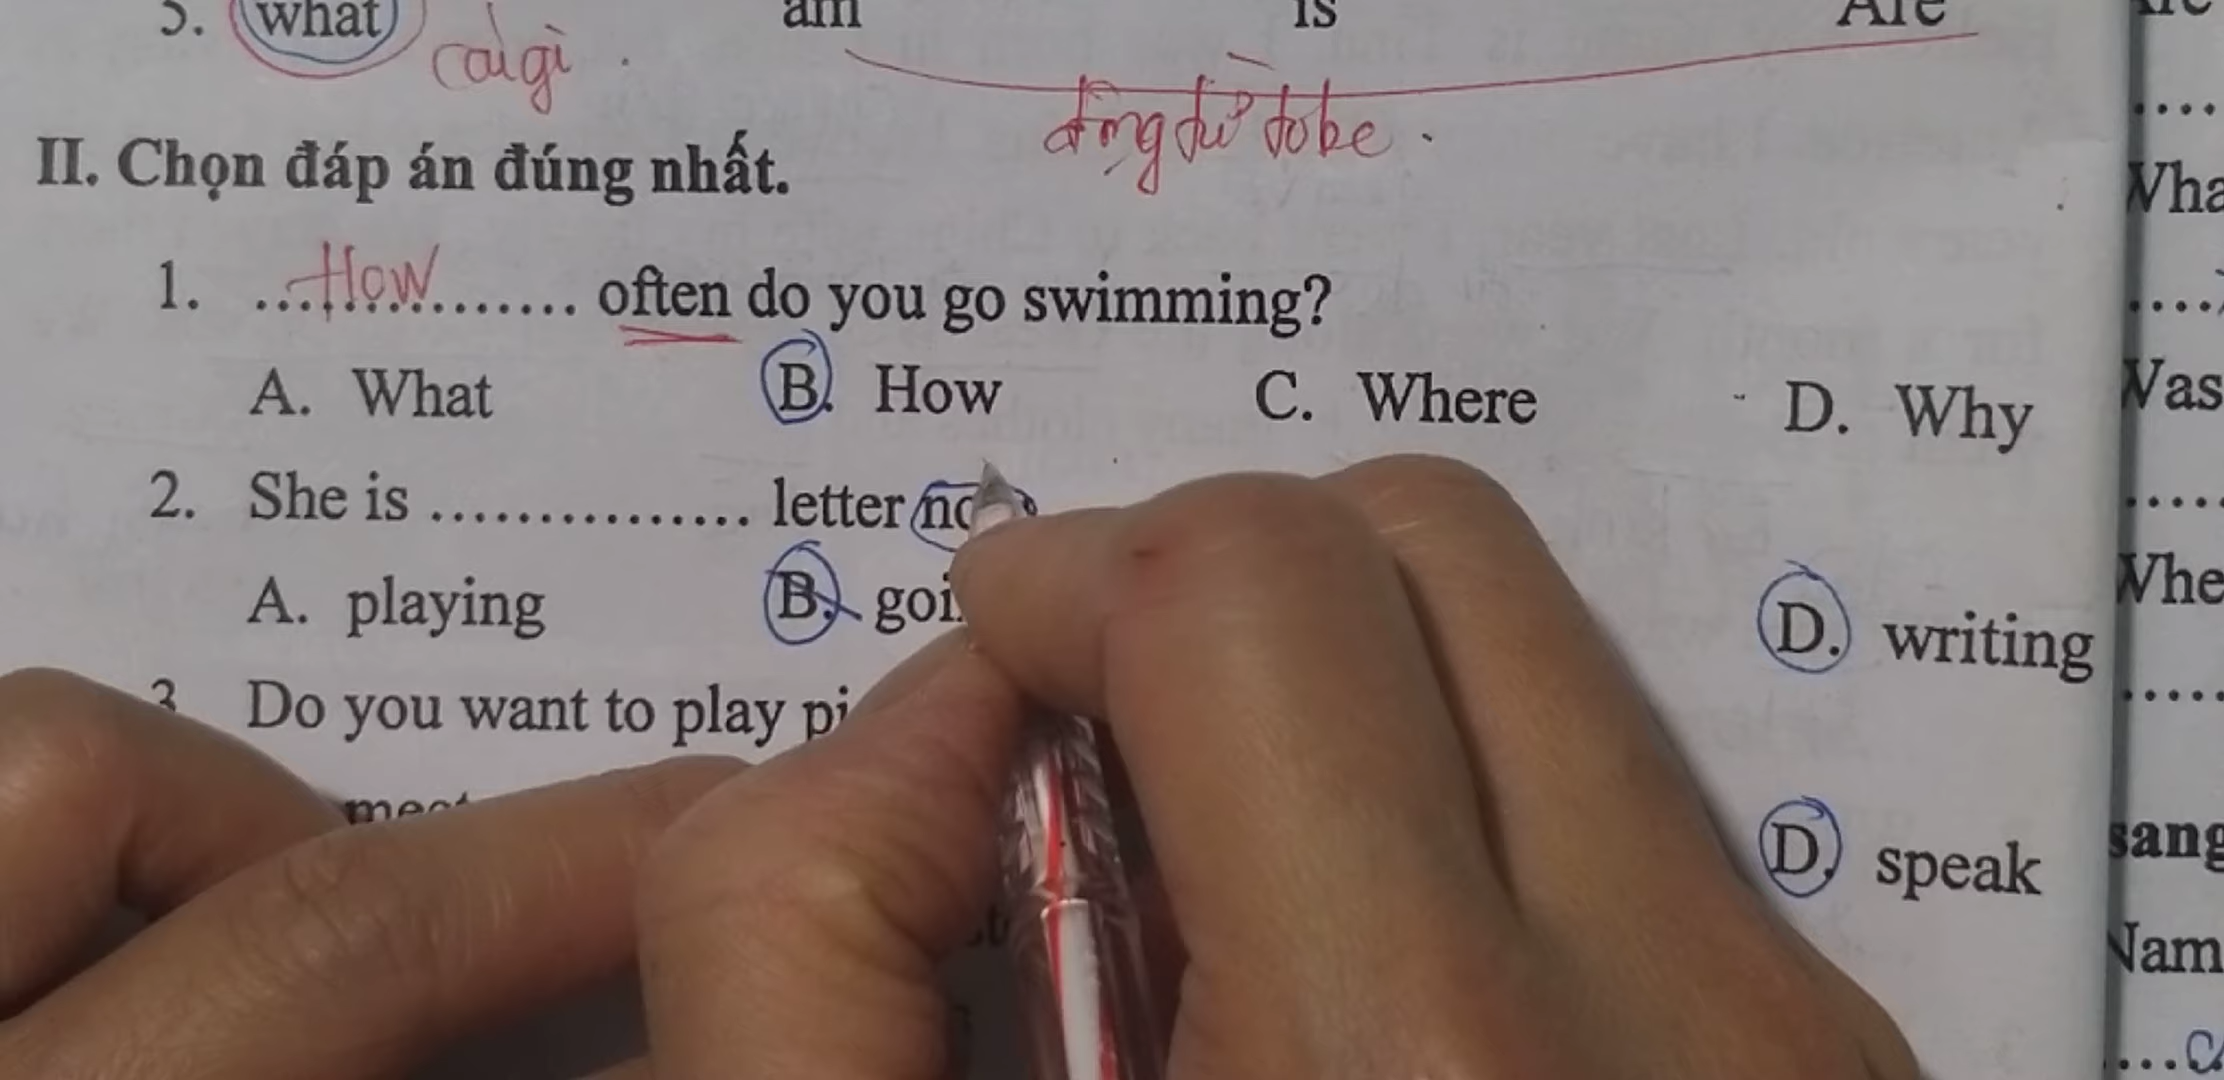 5. what am is Are
cái gì.
động từ tobe.
II. Chọn đáp án đúng nhất.
1. ...How............ often do you go swimming?
A. What B. How C. Where D. Why
2. She is ............... letter
A. playing B. D. writing
3. Do you want to play
D. speak
sang
Nam